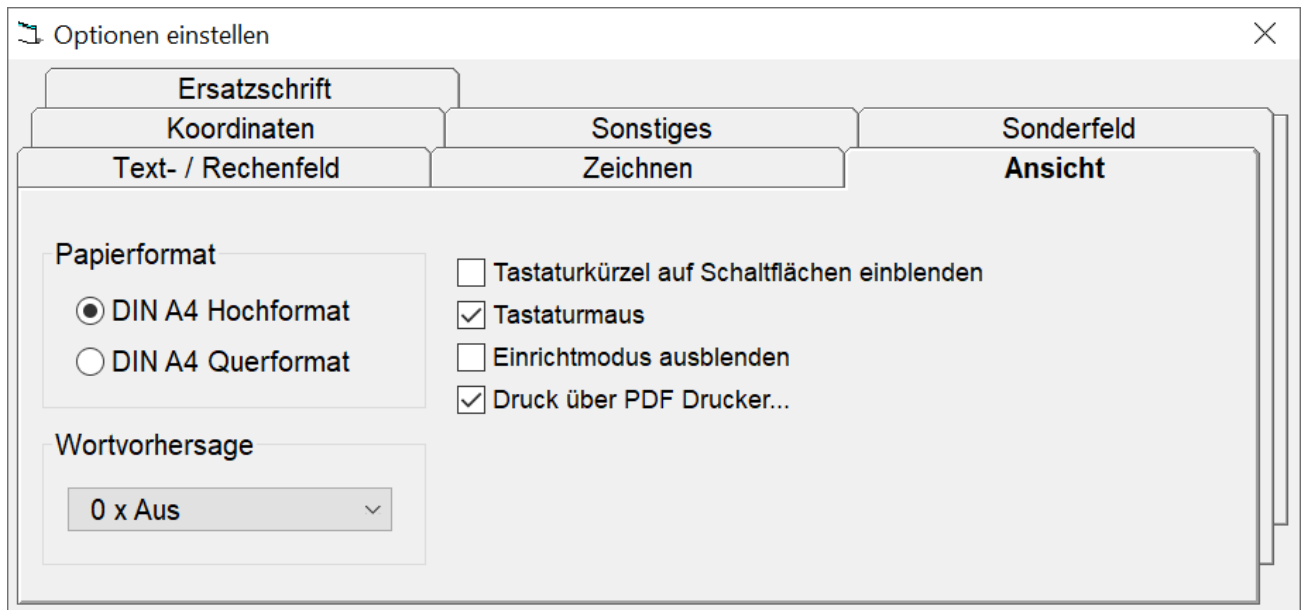 Optionen einstellen
Ersatzschrift
Koordinaten
Sonstiges
Sonderfeld
Text- / Rechenfeld
Zeichnen
Ansicht
Papierformat
DIN A4 Hochformat
DIN A4 Querformat
Wortvorhersage
0 x Aus
Tastaturkürzel auf Schaltflächen einblenden
Tastaturmaus
Einrichtmodus ausblenden
Druck über PDF Drucker...